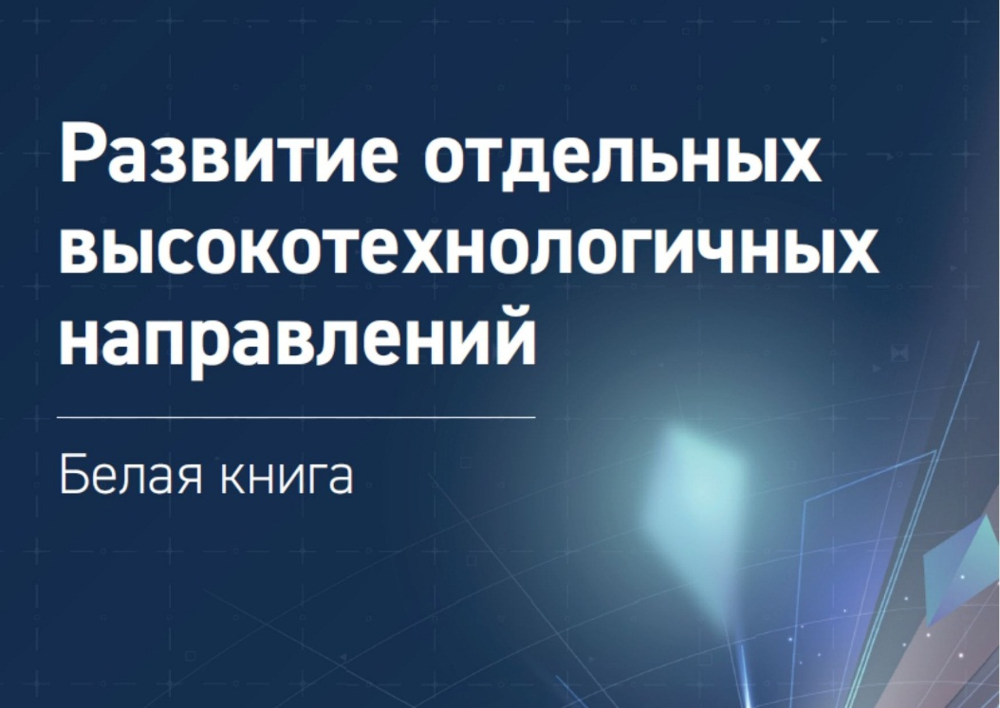 Развитие отдельных
высокотехнологичных
направлений
Белая книга